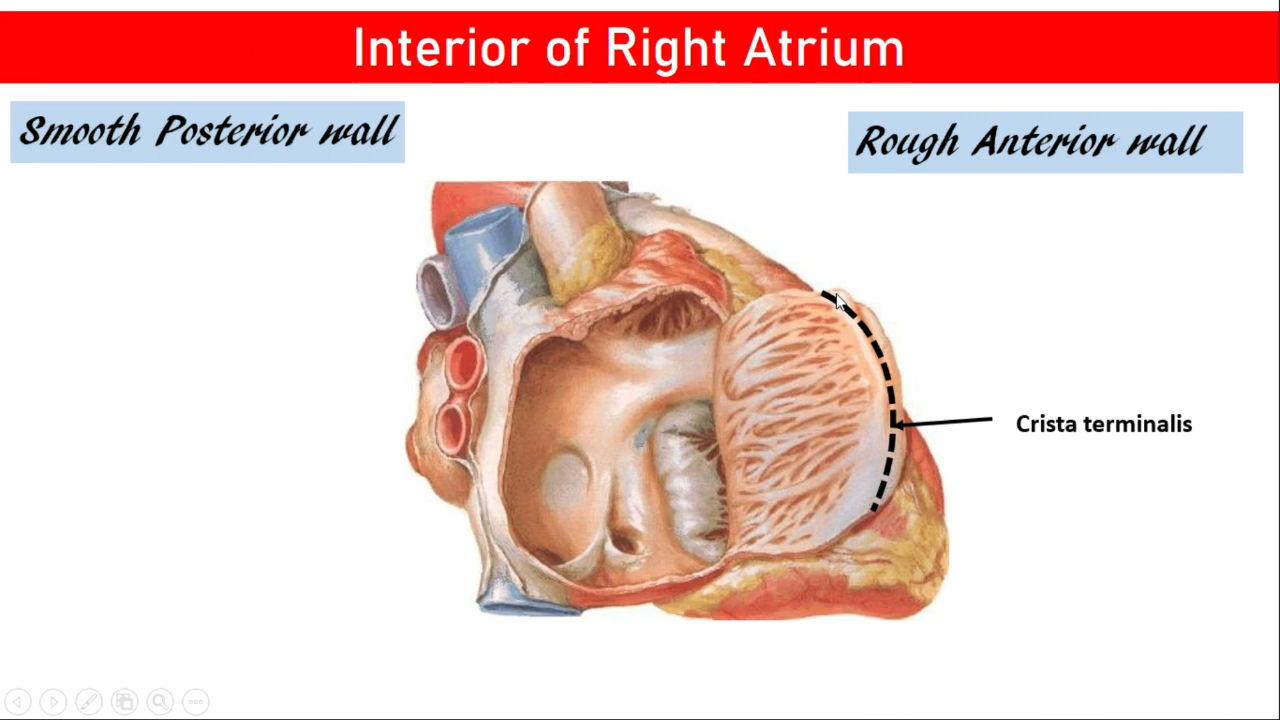 Interior of Right Atrium
Smooth Posterior wall
Rough Anterior wall
Crista terminalis